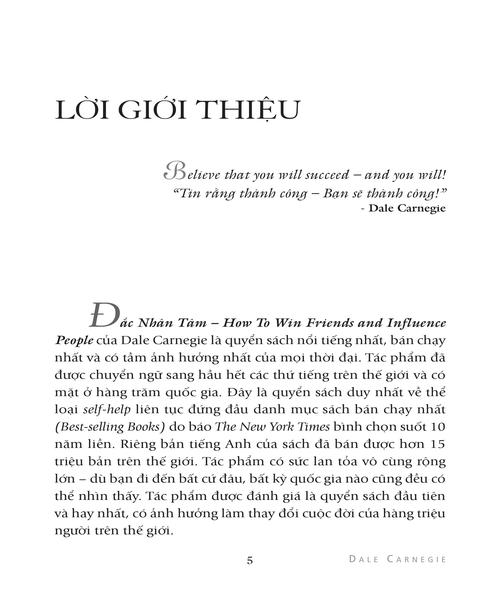 LỜI GIỚI THIỆU
Believe that you will succeed – and you will!
“Tin rằng thành công – Bạn sẽ thành công!”
- Dale Carnegie
Đắc Nhân Tâm – How To Win Friends and Influence
People của Dale Carnegie là quyển sách nổi tiếng nhất, bán chạy
nhất và có tầm ảnh hưởng nhất của mọi thời đại. Tác phẩm đã
được chuyển ngữ sang hầu hết các thứ tiếng trên thế giới và có
mặt ở hàng trăm quốc gia. Đây là quyển sách duy nhất về thể
loại self-help liên tục đứng đầu danh mục sách bán chạy nhất
(Best-selling Books) do báo The New York Times bình chọn suốt 10
năm liền. Riêng bản tiếng Anh của sách đã bán được hơn 15
triệu bản trên thế giới. Tác phẩm có sức lan tỏa vô cùng rộng
lớn – dù bạn đi đến bất cứ đâu, bất kỳ quốc gia nào cũng đều có
thể nhìn thấy. Tác phẩm được đánh giá là quyển sách đầu tiên
và hay nhất, có ảnh hưởng làm thay đổi cuộc đời của hàng triệu
người trên thế giới.
5 DALE CARNEGIE